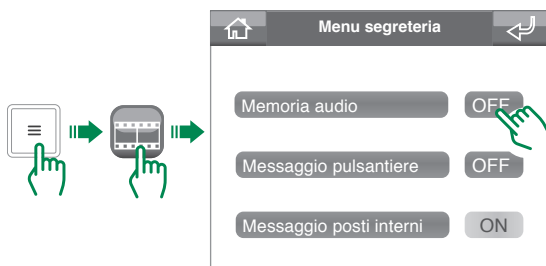 Menu segreteria
Memoria audio OFF
Messaggio pulsantiere OFF
Messaggio posti interni ON